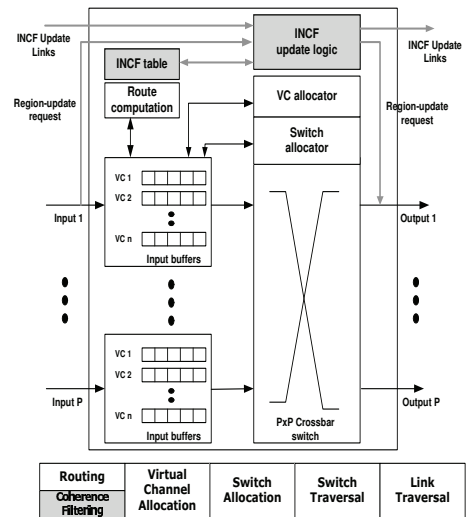 INCF Update
Links
INCF
update logic
INCF Update
Links
INCF table
Region-update
request
Route
computation
VC allocator
Region-update
request
Switch
allocator
VC 1
VC 2
VC n
Input 1
Output 1
Input buffers
VC 1
VC 2
VC n
Input P
Output P
Input buffers
PxP Crossbar
switch
Routing
Coherence
Filtering
Virtual
Channel
Allocation
Switch
Allocation
Switch
Traversal
Link
Traversal